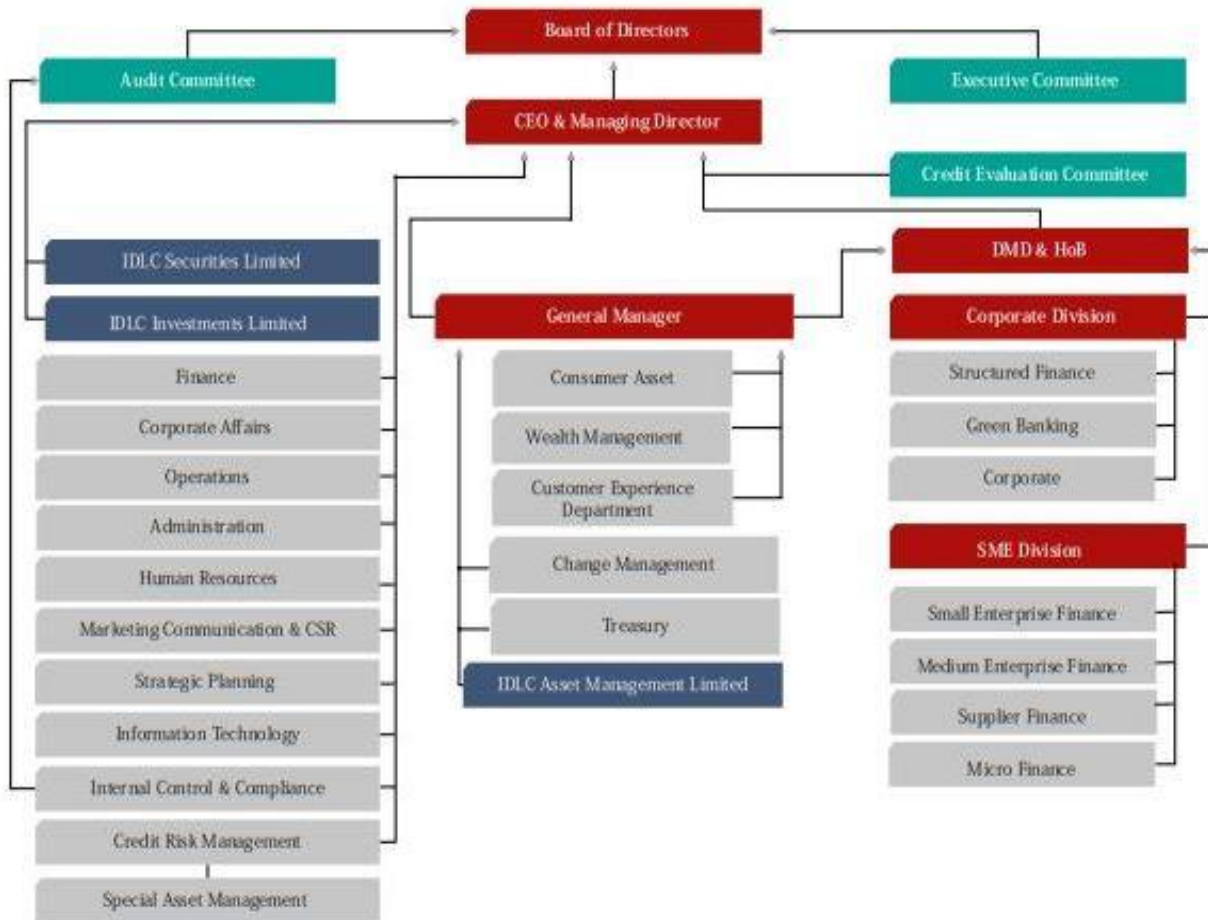 Board of Directors
Audit Committee
Executive Committee
CEO & Managing Director
Credit Evaluation Committee
IDLC Securities Limited
DMD & HoB
IDLC Investments Limited
General Manager
Corporate Division
Finance
Corporate Affairs
Operations
Administration
Human Resources
Marketing Communication & CSR
Strategic Planning
Information Technology
Internal Control & Compliance
Credit Risk Management
Special Asset Management
Consumer Asset
Wealth Management
Customer Experience
Department
Change Management
Treasury
IDLC Asset Management Limited
Structured Finance
Green Banking
Corporate
SME Division
Small Enterprise Finance
Medium Enterprise Finance
Supplier Finance
Micro Finance